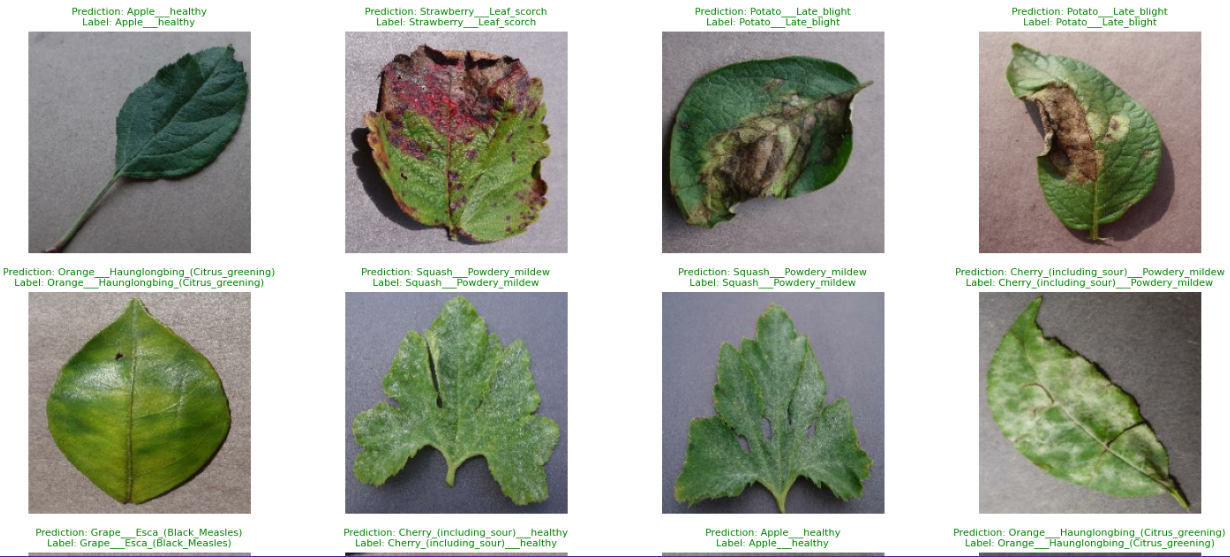 Prediction: Apple___healthy
Label: Apple___healthy
Prediction: Strawberry___Leaf_scorch
Label: Strawberry___Leaf_scorch
Prediction: Potato___Late_blight
Label: Potato___Late_blight
Prediction: Potato___Late_blight
Label: Potato___Late_blight
Prediction: Orange___Haunglongbing_(Citrus_greening)
Label: Orange___Haunglongbing_(Citrus_greening)
Prediction: Squash___Powdery_mildew
Label: Squash___Powdery_mildew
Prediction: Squash___Powdery_mildew
Label: Squash___Powdery_mildew
Prediction: Cherry_(including_sour)___Powdery_mildew
Label: Cherry_(including_sour)___Powdery_mildew
Prediction: Grape___Esca_(Black_Measles)
Label: Grape___Esca_(Black_Measles)
Prediction: Cherry_(including_sour)___healthy
Label: Cherry_(including_sour)___healthy
Prediction: Apple___healthy
Label: Apple___healthy
Prediction: Orange___Haunglongbing_(Citrus_greening)
Label: Orange___Haunglongbing_(Citrus_greening)